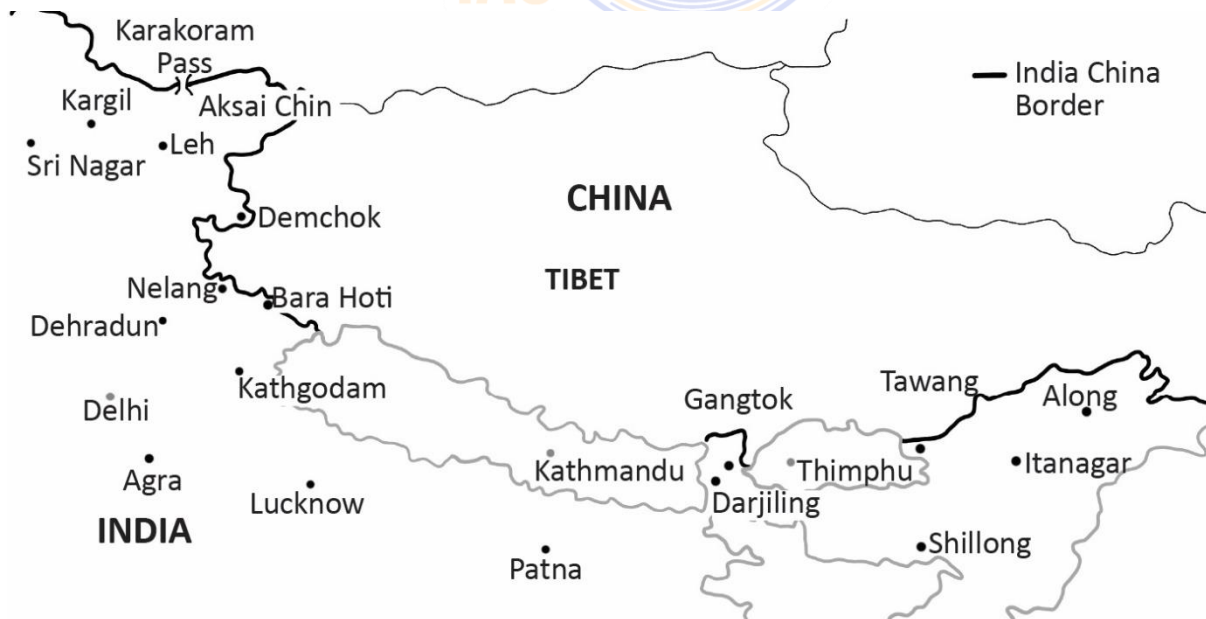 Karakoram
Pass
Kargil
Aksai Chin
India China
Border
Leh
Sri Nagar
CHINA
Demchok
TIBET
Nelang
Bara Hoti
Dehradun
Tawang
Kathgodam
Gangtok
Along
Delhi
Kathmandu
Thimphu
Itanagar
Agra
Lucknow
Darjiling
INDIA
Shillong
Patna